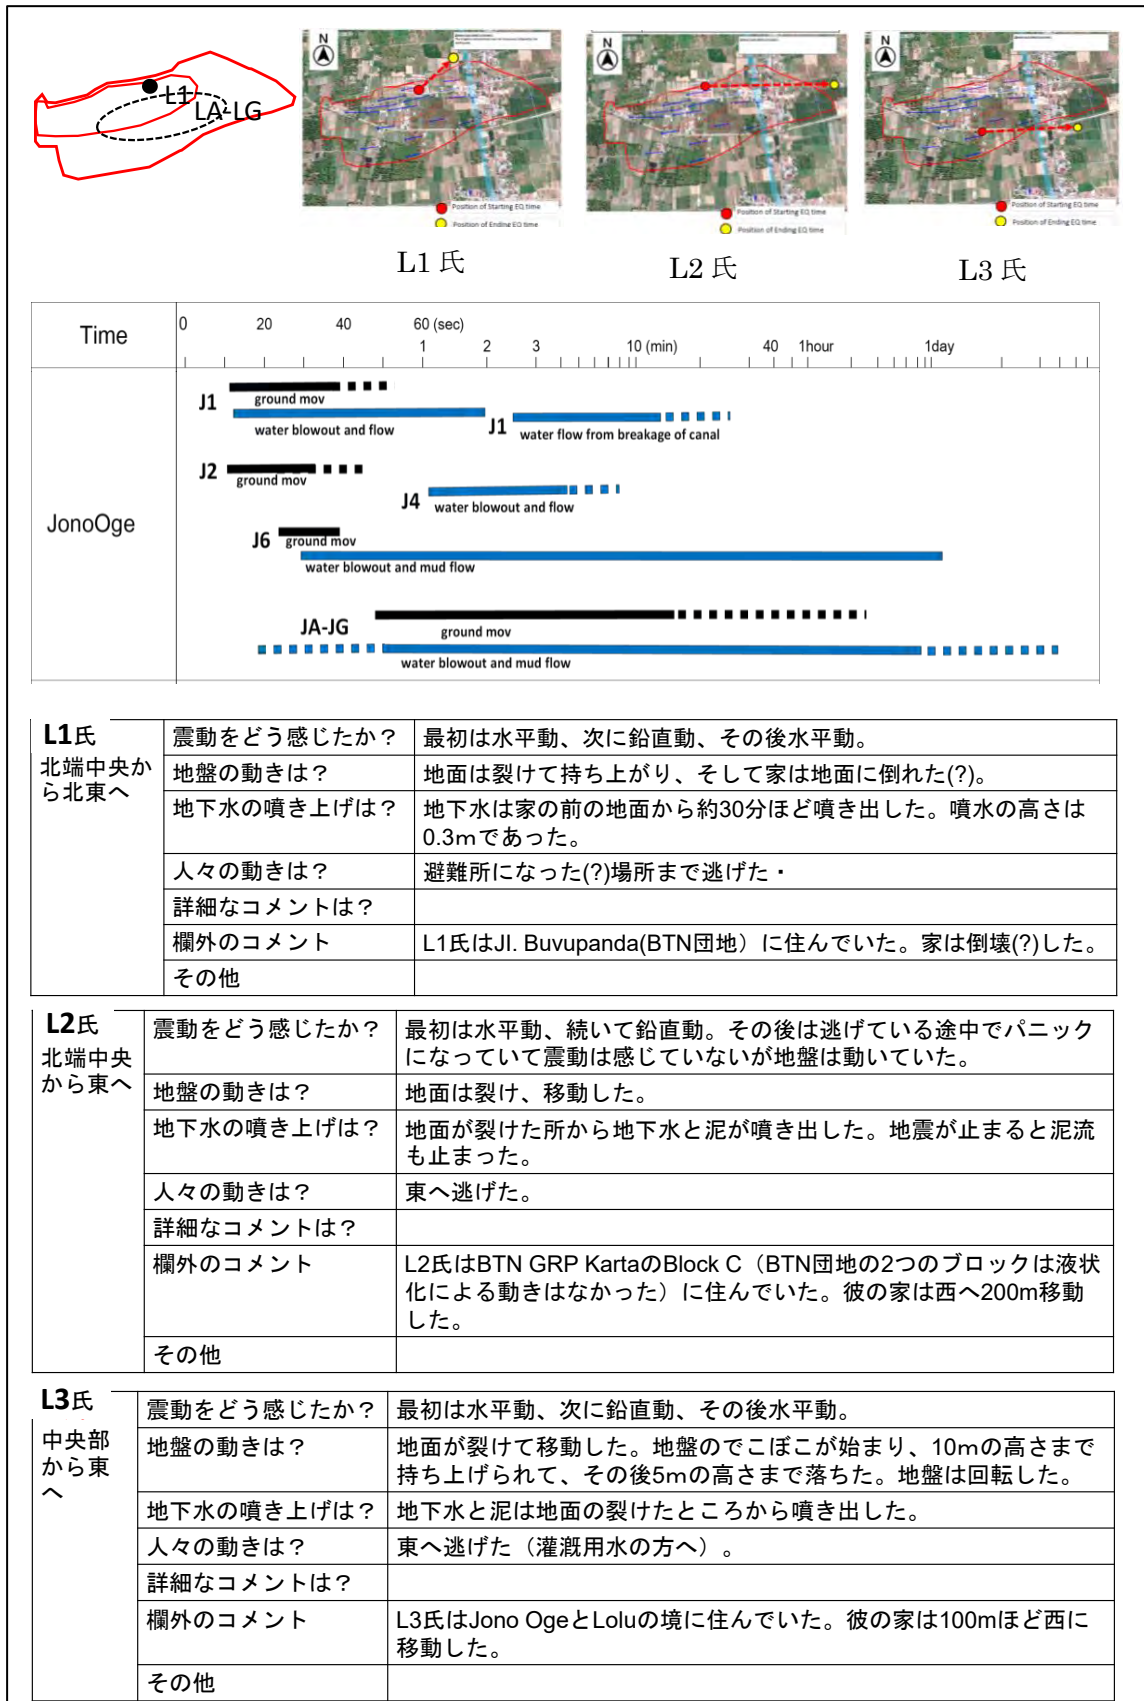 L1
LA-LG
N
N
N
Position of Starting EQ time
Position of Ending EQ time
Position of Starting EQ time
Position of Ending EQ time
Position of Starting EQ time
Position of Ending EQ time
L1 氏
L2 氏
L3 氏
Time
0 20 40 60 (sec)
1 2 3 10 (min) 40 1hour 1day
JonoOge
J1
ground mov
water blowout and flow
J1
water flow from breakage of canal
J2
ground mov
J4
water blowout and flow
J6
ground mov
water blowout and mud flow
JA-JG
ground mov
water blowout and mud flow
L1氏
北端中央か
ら北東へ
震動をどう感じたか？
最初は水平動、次に鉛直動、その後水平動。
地盤の動きは？
地面は裂けて持ち上がり、そして家は地面に倒れた(?)。
地下水の噴き上げは？
地下水は家の前の地面から約30分ほど噴き出した。噴水の高さは
0.3mであった。
人々の動きは？
避難所になった(?)場所まで逃げた・
詳細なコメントは？
欄外のコメント
L1氏はJI. Buvupanda(BTN団地）に住んでいた。家は倒壊(?)した。
その他
L2氏
北端中央
から東へ
震動をどう感じたか？
最初は水平動、続いて鉛直動。その後は逃げている途中でパニック
になっていて震動は感じていないが地盤は動いていた。
地盤の動きは？
地面は裂け、移動した。
地下水の噴き上げは？
地面が裂けた所から地下水と泥が噴き出した。地震が止まると泥流
も止まった。
人々の動きは？
東へ逃げた。
詳細なコメントは？
欄外のコメント
L2氏はBTN GRP KartaのBlock C（BTN団地の2つのブロックは液状
化による動きはなかった）に住んでいた。彼の家は西へ200m移動
した。
その他
L3氏
中央部
から東
へ
震動をどう感じたか？
最初は水平動、次に鉛直動、その後水平動。
地盤の動きは？
地面が裂けて移動した。地盤のでこぼこが始まり、10mの高さまで
持ち上げられて、その後5mの高さまで落ちた。地盤は回転した。
地下水の噴き上げは？
地下水と泥は地面の裂けたところから噴き出した。
人々の動きは？
東へ逃げた（灌漑用水の方へ）。
詳細なコメントは？
欄外のコメント
L3氏はJono OgeとLoluの境に住んでいた。彼の家は100mほど西に
移動した。
その他